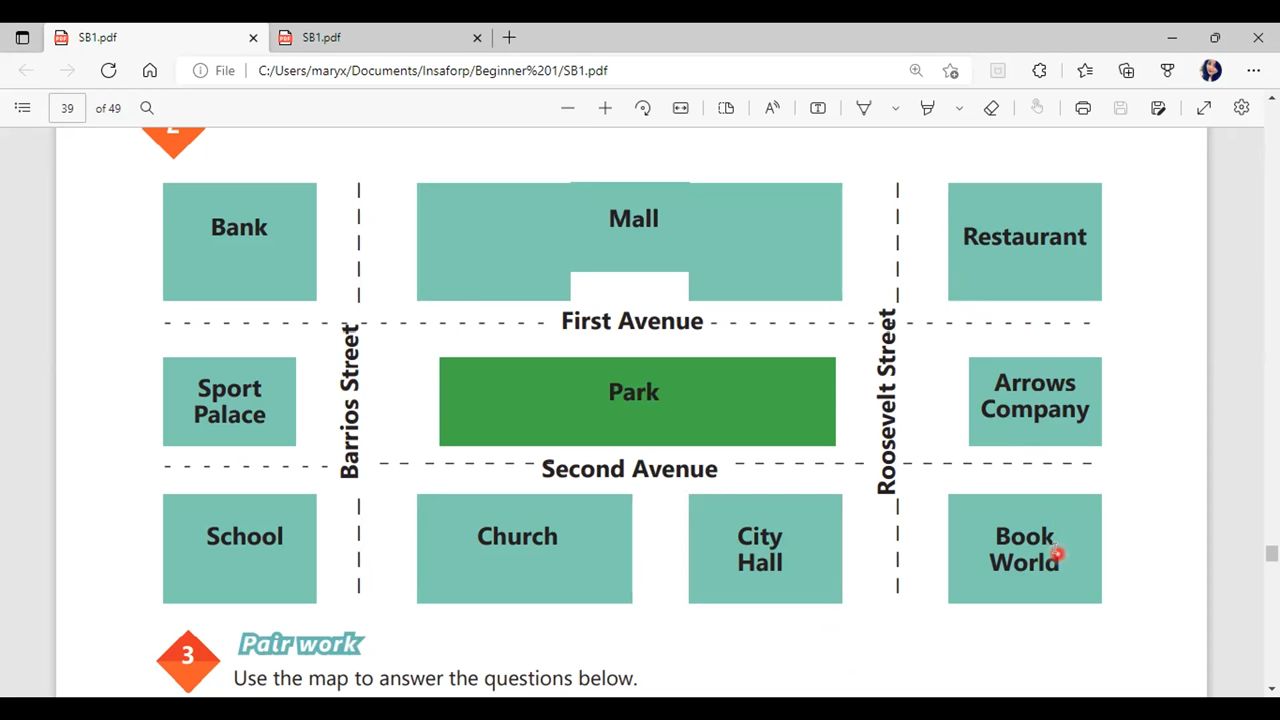 SB1.pdf
SB1.pdf
File C:/Users/maryx/Documents/Insaforp/Beginner%201/SB1.pdf
39 of 49
2
Bank
Mall
Restaurant
First Avenue
Barrios Street
Roosevelt Street
Sport
Palace
Park
Arrows
Company
Second Avenue
School
Church
City
Hall
Book
World
3
Pair work
Use the map to answer the questions below.